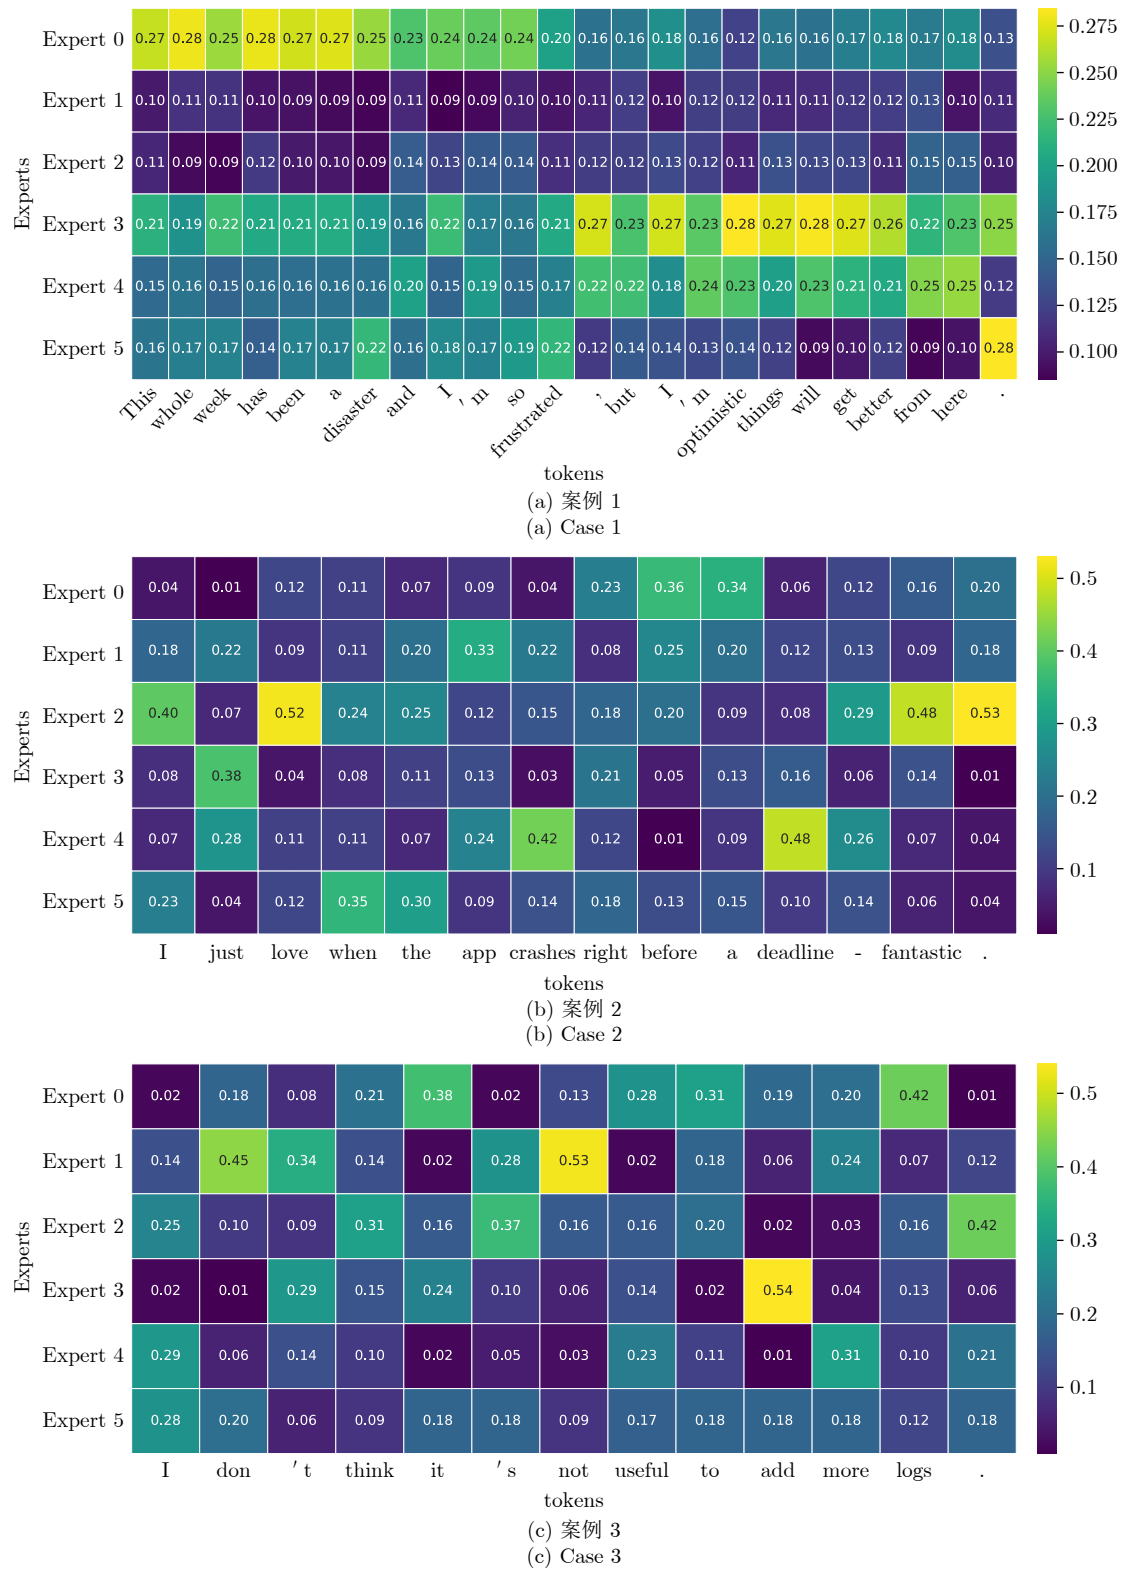 Expert 0 0.27 0.28 0.25 0.28 0.27 0.27 0.25 0.23 0.24 0.24 0.24 0.20 0.16 0.16 0.18 0.16 0.12 0.16 0.16 0.17 0.18 0.17 0.18 0.13
Expert 1 0.10 0.11 0.11 0.10 0.09 0.09 0.09 0.11 0.09 0.09 0.10 0.10 0.11 0.12 0.10 0.12 0.12 0.11 0.11 0.12 0.12 0.13 0.10 0.11
Expert 2 0.11 0.09 0.09 0.12 0.10 0.10 0.09 0.14 0.13 0.14 0.14 0.11 0.12 0.12 0.13 0.12 0.11 0.13 0.13 0.13 0.11 0.15 0.15 0.10
Expert 3 0.21 0.19 0.22 0.21 0.21 0.21 0.19 0.16 0.22 0.17 0.16 0.21 0.27 0.23 0.27 0.23 0.28 0.27 0.28 0.27 0.26 0.22 0.23 0.25
Expert 4 0.15 0.16 0.15 0.16 0.16 0.16 0.16 0.20 0.15 0.19 0.15 0.17 0.22 0.22 0.18 0.24 0.23 0.20 0.23 0.21 0.21 0.25 0.25 0.12
Expert 5 0.16 0.17 0.17 0.14 0.17 0.17 0.22 0.16 0.18 0.17 0.19 0.22 0.12 0.14 0.14 0.13 0.14 0.12 0.09 0.10 0.12 0.09 0.10 0.28
Experts
This whole week has been a disaster and I ′ m so frustrated , but I ′ m optimistic things will get better from here .
tokens
0.275
0.250
0.225
0.200
0.175
0.150
0.125
0.100
(a) 案例 1
(a) Case 1
Expert 0 0.04 0.01 0.12 0.11 0.07 0.09 0.04 0.23 0.36 0.34 0.06 0.12 0.16 0.20
Expert 1 0.18 0.22 0.09 0.11 0.20 0.33 0.22 0.08 0.25 0.20 0.12 0.13 0.09 0.18
Expert 2 0.40 0.07 0.52 0.24 0.25 0.12 0.15 0.18 0.20 0.09 0.08 0.29 0.48 0.53
Expert 3 0.08 0.38 0.04 0.08 0.11 0.13 0.03 0.21 0.05 0.13 0.16 0.06 0.14 0.01
Expert 4 0.07 0.28 0.11 0.11 0.07 0.24 0.42 0.12 0.01 0.09 0.48 0.26 0.07 0.04
Expert 5 0.23 0.04 0.12 0.35 0.30 0.09 0.14 0.18 0.13 0.15 0.10 0.14 0.06 0.04
Experts
I just love when the app crashes right before a deadline - fantastic .
tokens
0.5
0.4
0.3
0.2
0.1
(b) 案例 2
(b) Case 2
Expert 0 0.02 0.18 0.08 0.21 0.38 0.02 0.13 0.28 0.31 0.19 0.20 0.42 0.01
Expert 1 0.14 0.45 0.34 0.14 0.02 0.28 0.53 0.02 0.18 0.06 0.24 0.07 0.12
Expert 2 0.25 0.10 0.09 0.31 0.16 0.37 0.16 0.16 0.20 0.02 0.03 0.16 0.42
Expert 3 0.02 0.01 0.29 0.15 0.24 0.10 0.06 0.14 0.02 0.54 0.04 0.13 0.06
Expert 4 0.29 0.06 0.14 0.10 0.02 0.05 0.03 0.23 0.11 0.01 0.31 0.10 0.21
Expert 5 0.28 0.20 0.06 0.09 0.18 0.18 0.09 0.17 0.18 0.18 0.18 0.12 0.18
Experts
I don ′ t think it ′ s not useful to add more logs .
tokens
0.5
0.4
0.3
0.2
0.1
(c) 案例 3
(c) Case 3